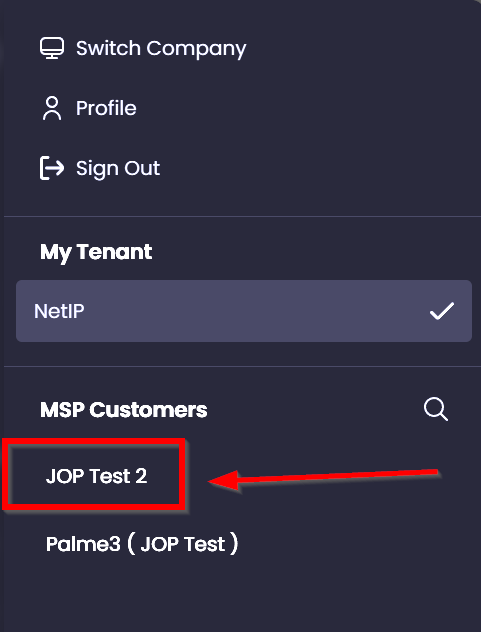 Switch Company
Profile
Sign Out
My Tenant
NetIP
MSP Customers
JOP Test 2
Palme3 ( JOP Test )